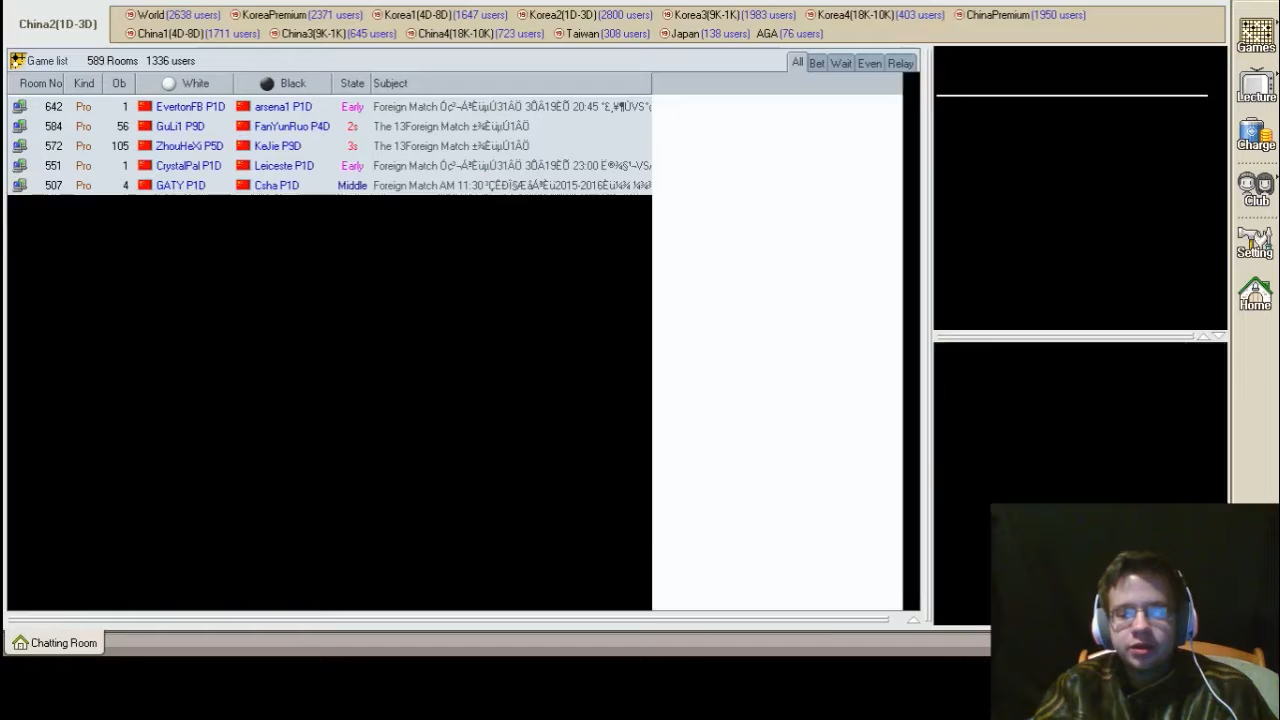 China2(1D-3D)
World(2638 users) KoreaPremium(2371 users) Korea1(4D-8D)(1647 users) Korea2(1D-3D)(2800 users) Korea3(9K-1K)(1983 users) Korea4(18K-10K)(403 users) ChinaPremium(1950 users)
China1(4D-8D)(1711 users) China3(9K-1K)(645 users) China4(18K-10K)(723 users) Taiwan(308 users) Japan(138 users) AGA(76 users)
Game list 589 Rooms 1336 users
All Bet Wait Even Relay
Room No Kind Ob White Black State Subject
642 Pro 1 EvertonFB P1D arsena1 P1D Early Foreign Match 20:45
584 Pro 56 GuLi1 P9D FanYunRuo P4D 2s The 13Foreign Match
572 Pro 105 ZhouHeXi P5D KeJie P9D 3s The 13Foreign Match
551 Pro 1 CrystalPal P1D Leiceste P1D Early Foreign Match 23:00
507 Pro 4 GATY P1D Csha P1D Middle Foreign Match AM 11:30
Games
Lecture
Charge
Club
Setting
Home
Chatting Room